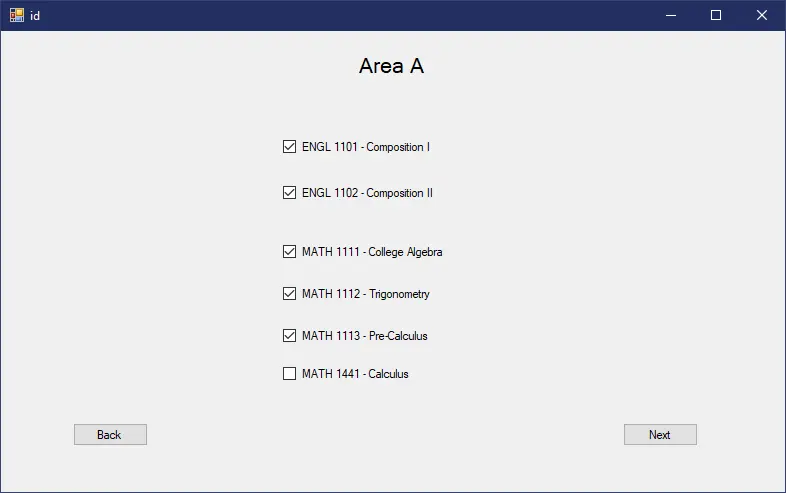 id
Area A
ENGL 1101 - Composition I
ENGL 1102 - Composition II
MATH 1111 - College Algebra
MATH 1112 - Trigonometry
MATH 1113 - Pre-Calculus
MATH 1441 - Calculus
Back
Next